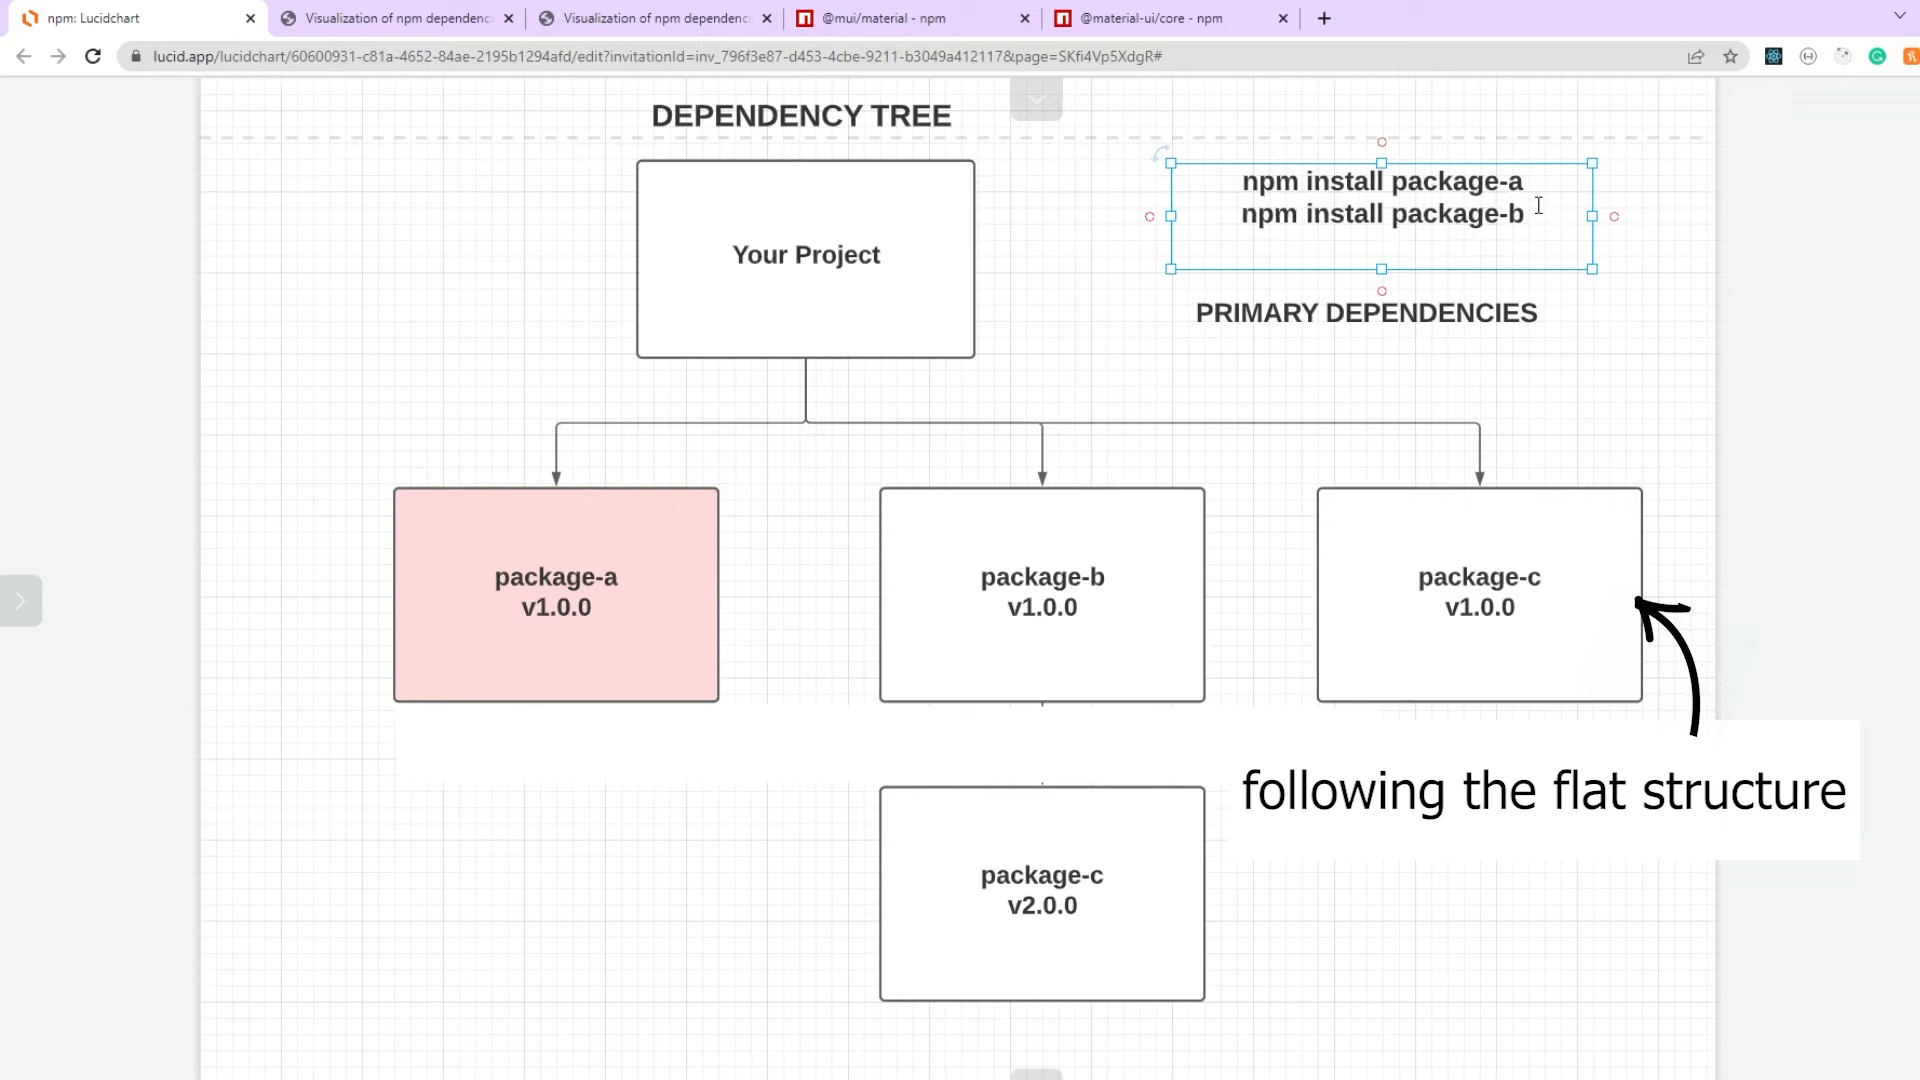 npm: Lucidchart
Visualization of npm dependenc
Visualization of npm dependenc
@mui/material - npm
@material-ui/core - npm
lucid.app/lucidchart/60600931-c81a-4652-84ae-2195b1294afd/edit?invitationId=inv_796f3e87-d453-4cbe-9211-b3049a412117&page=SKfi4Vp5XdgR#
DEPENDENCY TREE
npm install package-a
npm install package-b
Your Project
PRIMARY DEPENDENCIES
package-a
v1.0.0
package-b
v1.0.0
package-c
v1.0.0
following the flat structure
package-c
v2.0.0